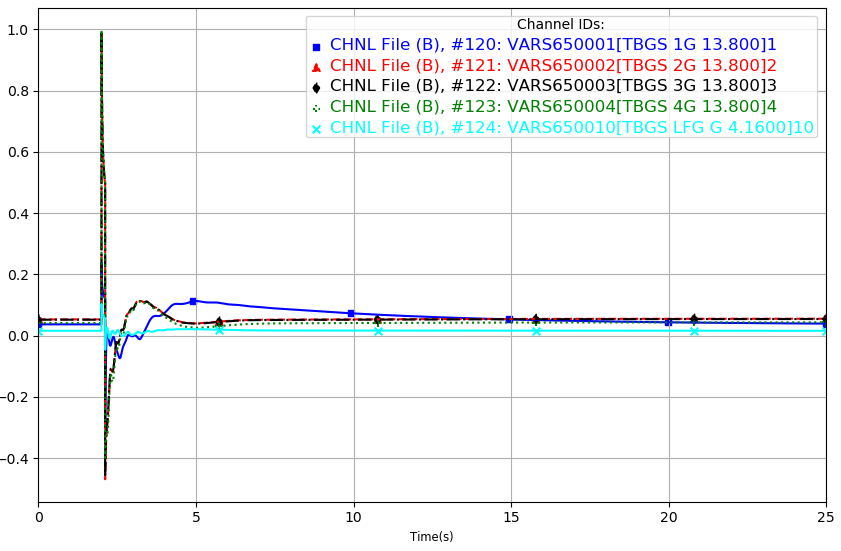 Channel IDs:
CHNL File (B), #120: VARS650001[TBGS 1G 13.800]1
CHNL File (B), #121: VARS650002[TBGS 2G 13.800]2
CHNL File (B), #122: VARS650003[TBGS 3G 13.800]3
CHNL File (B), #123: VARS650004[TBGS 4G 13.800]4
CHNL File (B), #124: VARS650010[TBGS LFG G 4.1600]10
1.0
0.8
0.6
0.4
0.2
0.0
−0.2
−0.4
0 5 10 15 20 25
Time(s)